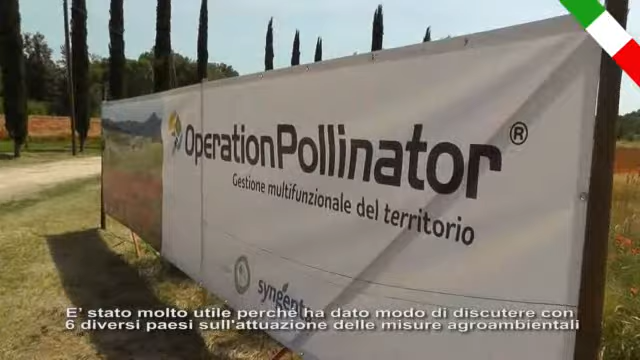 OperationPollinator®
Gestione multifunzionale del territorio
syngenta
E' stato molto utile perché ha dato modo di discutere con
6 diversi paesi sull'attuazione delle misure agroambientali